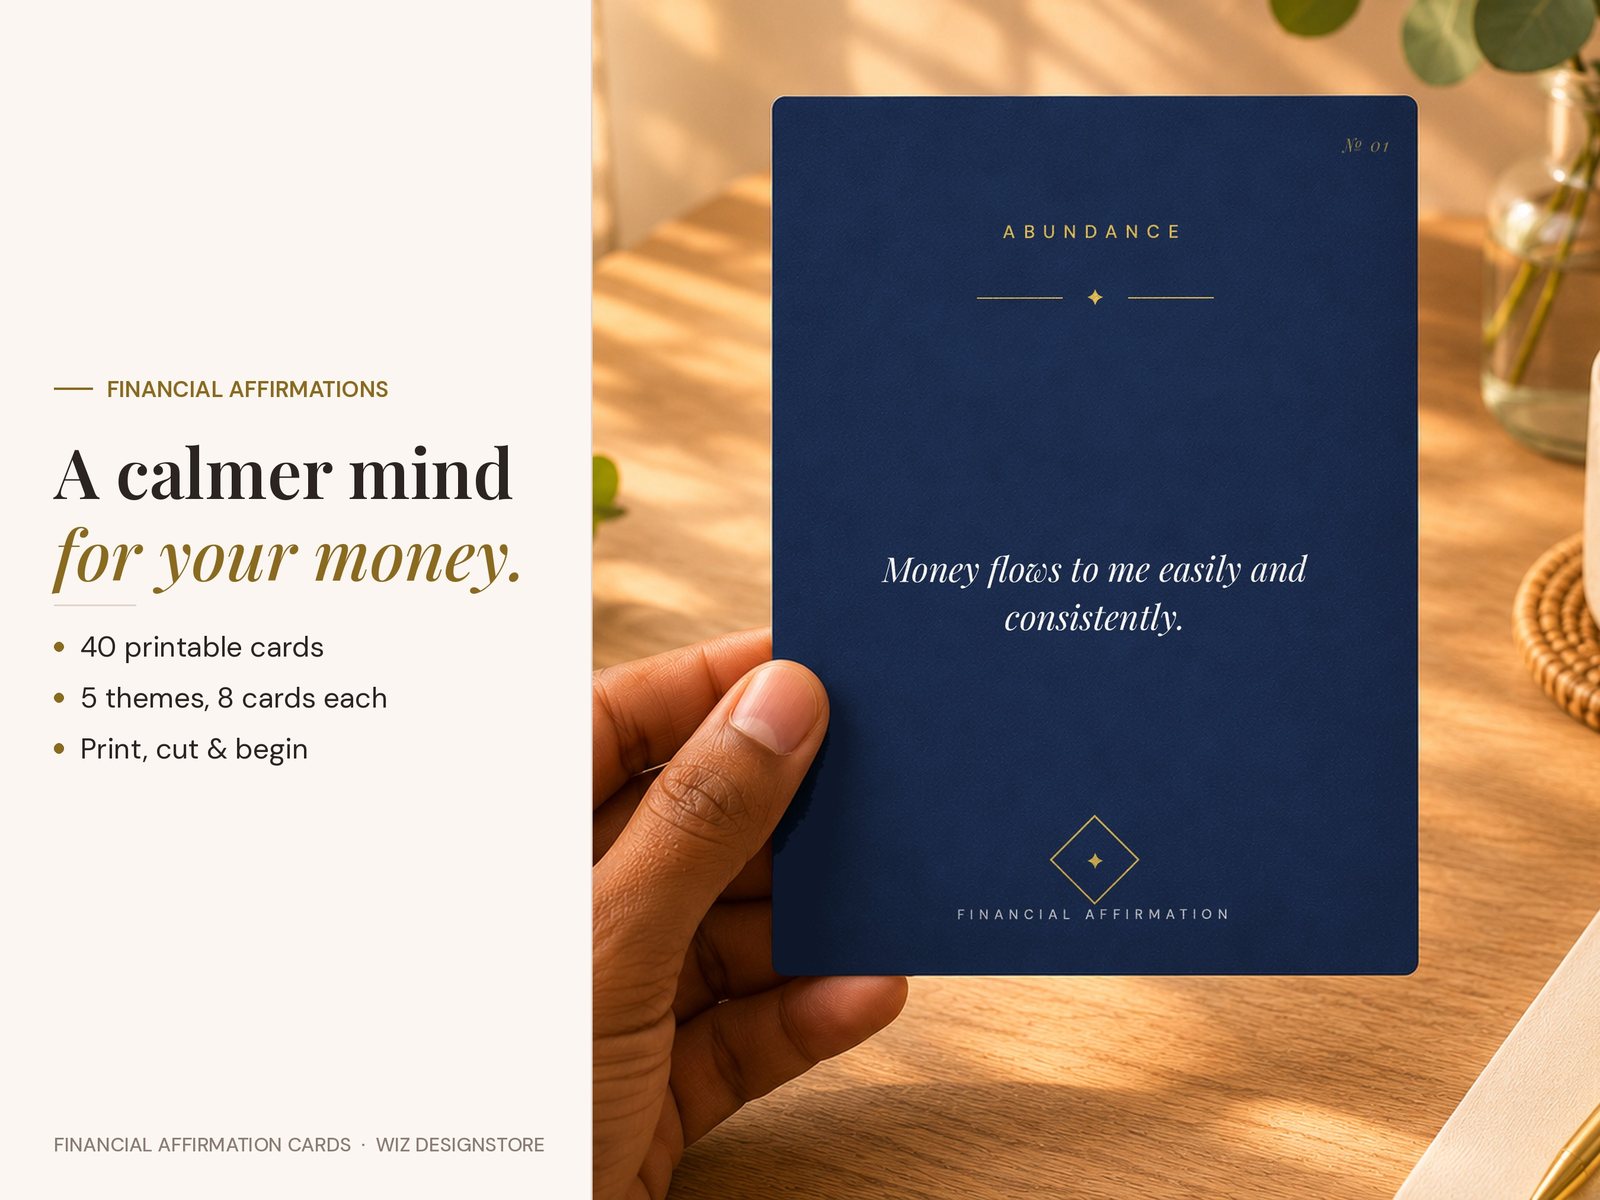 FINANCIAL AFFIRMATIONS
A calmer mind
for your money.
40 printable cards
5 themes, 8 cards each
Print, cut & begin
FINANCIAL AFFIRMATION CARDS · WIZ DESIGNSTORE
№ 01
ABUNDANCE
Money flows to me easily and
consistently.
FINANCIAL AFFIRMATION